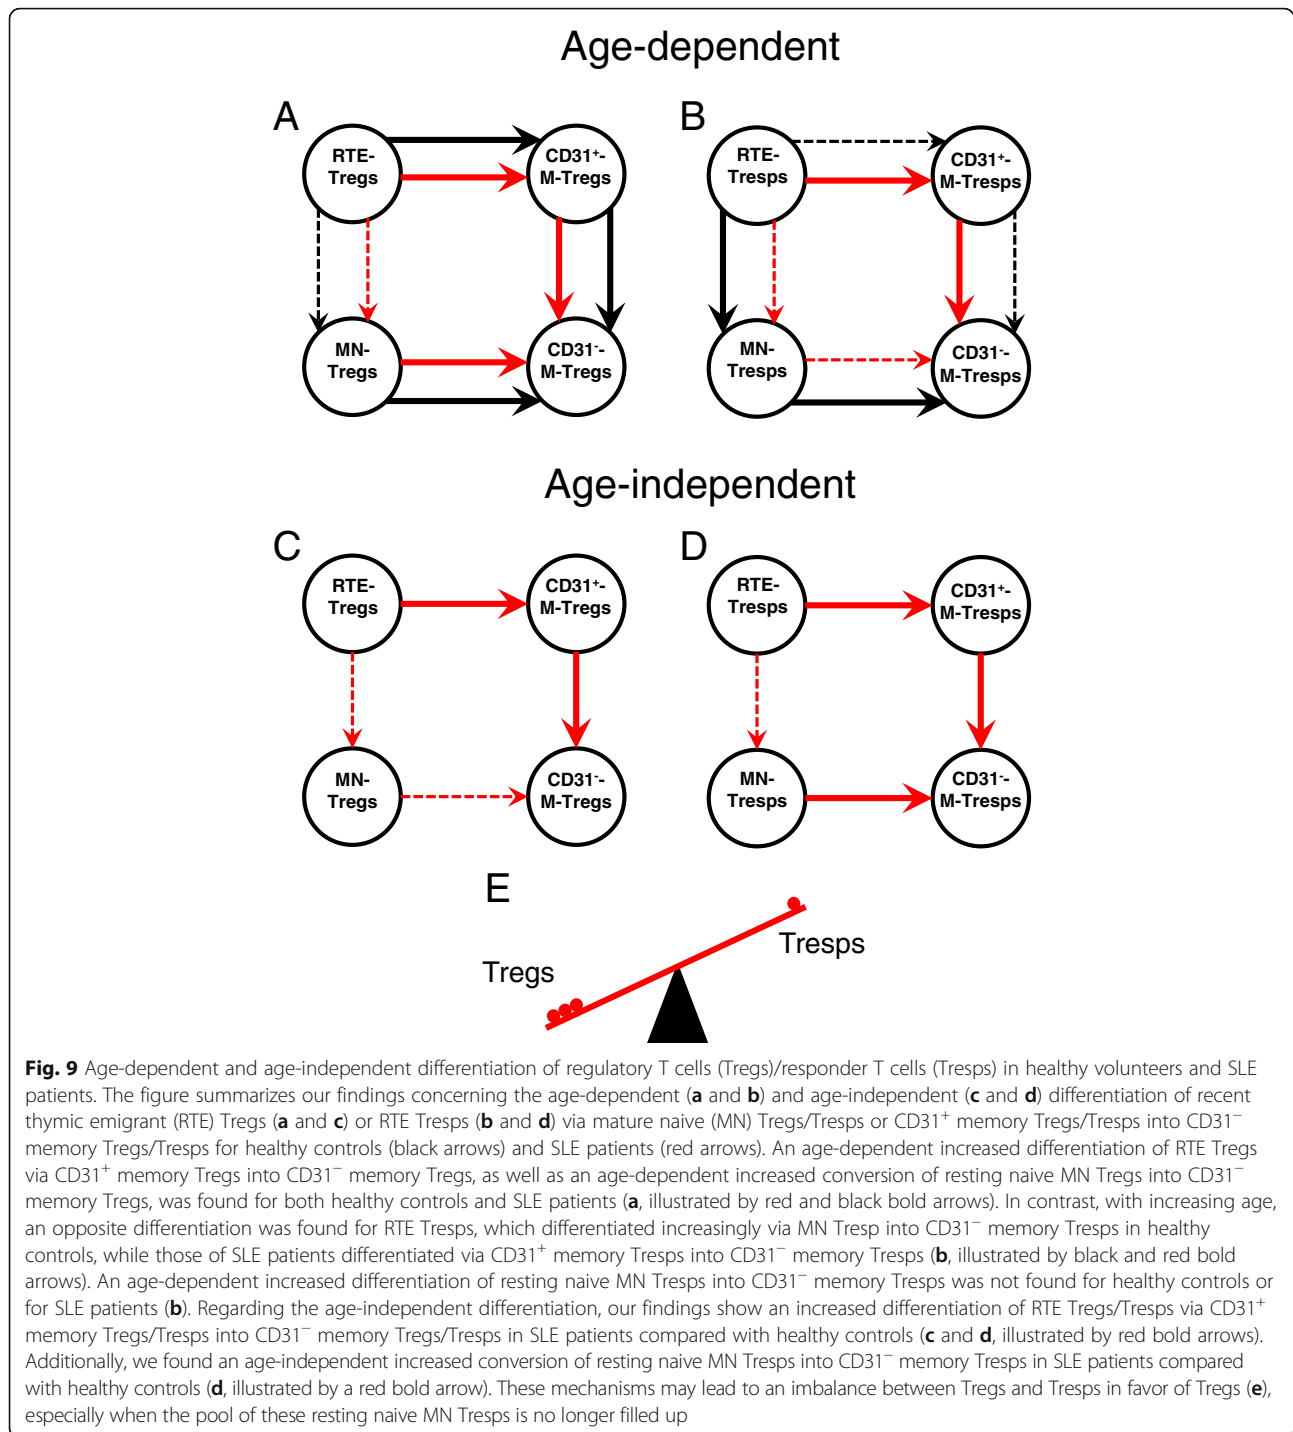 Age-dependent
A
B
RTE-
Tregs
CD31⁺-
M-Tregs
RTE-
Tresps
CD31⁺-
M-Tresps
MN-
Tregs
CD31⁻-
M-Tregs
MN-
Tresps
CD31⁻-
M-Tresps
Age-independent
C
D
RTE-
Tregs
CD31⁺-
M-Tregs
RTE-
Tresps
CD31⁺-
M-Tresps
MN-
Tregs
CD31⁻-
M-Tregs
MN-
Tresps
CD31⁻-
M-Tresps
E
Tresps
Tregs
Fig. 9 Age-dependent and age-independent differentiation of regulatory T cells (Tregs)/responder T cells (Tresps) in healthy volunteers and SLE
patients. The figure summarizes our findings concerning the age-dependent (a and b) and age-independent (c and d) differentiation of recent
thymic emigrant (RTE) Tregs (a and c) or RTE Tresps (b and d) via mature naive (MN) Tregs/Tresps or CD31⁺ memory Tregs/Tresps into CD31⁻
memory Tregs/Tresps for healthy controls (black arrows) and SLE patients (red arrows). An age-dependent increased differentiation of RTE Tregs
via CD31⁺ memory Tregs into CD31⁻ memory Tregs, as well as an age-dependent increased conversion of resting naive MN Tregs into CD31⁻
memory Tregs, was found for both healthy controls and SLE patients (a, illustrated by red and black bold arrows). In contrast, with increasing age,
an opposite differentiation was found for RTE Tresps, which differentiated increasingly via MN Tresp into CD31⁻ memory Tresps in healthy
controls, while those of SLE patients differentiated via CD31⁺ memory Tresps into CD31⁻ memory Tresps (b, illustrated by black and red bold
arrows). An age-dependent increased differentiation of resting naive MN Tresps into CD31⁻ memory Tresps was not found for healthy controls or
for SLE patients (b). Regarding the age-independent differentiation, our findings show an increased differentiation of RTE Tregs/Tresps via CD31⁺
memory Tregs/Tresps into CD31⁻ memory Tregs/Tresps in SLE patients compared with healthy controls (c and d, illustrated by red bold arrows).
Additionally, we found an age-independent increased conversion of resting naive MN Tresps into CD31⁻ memory Tresps in SLE patients compared
with healthy controls (d, illustrated by a red bold arrow). These mechanisms may lead to an imbalance between Tregs and Tresps in favor of Tregs (e),
especially when the pool of these resting naive MN Tresps is no longer filled up